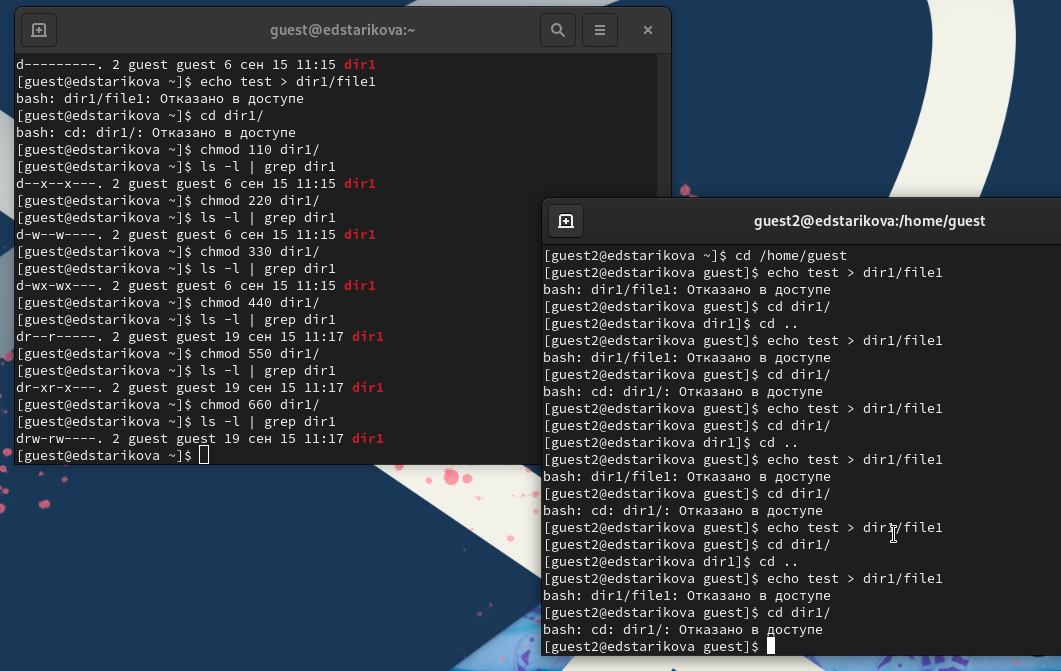 guest@edstarikova:~
d---------. 2 guest guest 6 сен 15 11:15 dir1
[guest@edstarikova ~]$ echo test > dir1/file1
bash: dir1/file1: Отказано в доступе
[guest@edstarikova ~]$ cd dir1/
bash: cd: dir1/: Отказано в доступе
[guest@edstarikova ~]$ chmod 110 dir1/
[guest@edstarikova ~]$ ls -l | grep dir1
d--x--x---. 2 guest guest 6 сен 15 11:15 dir1
[guest@edstarikova ~]$ chmod 220 dir1/
[guest@edstarikova ~]$ ls -l | grep dir1
d-w--w----. 2 guest guest 6 сен 15 11:15 dir1
[guest@edstarikova ~]$ chmod 330 dir1/
[guest@edstarikova ~]$ ls -l | grep dir1
d-wx-wx---. 2 guest guest 6 сен 15 11:15 dir1
[guest@edstarikova ~]$ chmod 440 dir1/
[guest@edstarikova ~]$ ls -l | grep dir1
dr--r-----. 2 guest guest 19 сен 15 11:17 dir1
[guest@edstarikova ~]$ chmod 550 dir1/
[guest@edstarikova ~]$ ls -l | grep dir1
dr-xr-x---. 2 guest guest 19 сен 15 11:17 dir1
[guest@edstarikova ~]$ chmod 660 dir1/
[guest@edstarikova ~]$ ls -l | grep dir1
drw-rw----. 2 guest guest 19 сен 15 11:17 dir1
[guest@edstarikova ~]$
guest2@edstarikova:/home/guest
[guest2@edstarikova ~]$ cd /home/guest
[guest2@edstarikova guest]$ echo test > dir1/file1
bash: dir1/file1: Отказано в доступе
[guest2@edstarikova guest]$ cd dir1/
[guest2@edstarikova dir1]$ cd ..
[guest2@edstarikova guest]$ echo test > dir1/file1
bash: dir1/file1: Отказано в доступе
[guest2@edstarikova guest]$ cd dir1/
bash: cd: dir1/: Отказано в доступе
[guest2@edstarikova guest]$ echo test > dir1/file1
[guest2@edstarikova guest]$ cd dir1/
[guest2@edstarikova dir1]$ cd ..
[guest2@edstarikova guest]$ echo test > dir1/file1
bash: dir1/file1: Отказано в доступе
[guest2@edstarikova guest]$ cd dir1/
bash: cd: dir1/: Отказано в доступе
[guest2@edstarikova guest]$ echo test > dir1/file1
[guest2@edstarikova guest]$ cd dir1/
[guest2@edstarikova dir1]$ cd ..
[guest2@edstarikova guest]$ echo test > dir1/file1
bash: dir1/file1: Отказано в доступе
[guest2@edstarikova guest]$ cd dir1/
bash: cd: dir1/: Отказано в доступе
[guest2@edstarikova guest]$